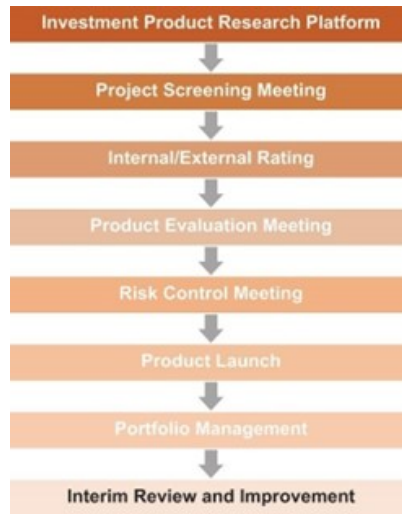 Investment Product Research Platform
Project Screening Meeting
Internal/External Rating
Product Evaluation Meeting
Risk Control Meeting
Product Launch
Portfolio Management
Interim Review and Improvement